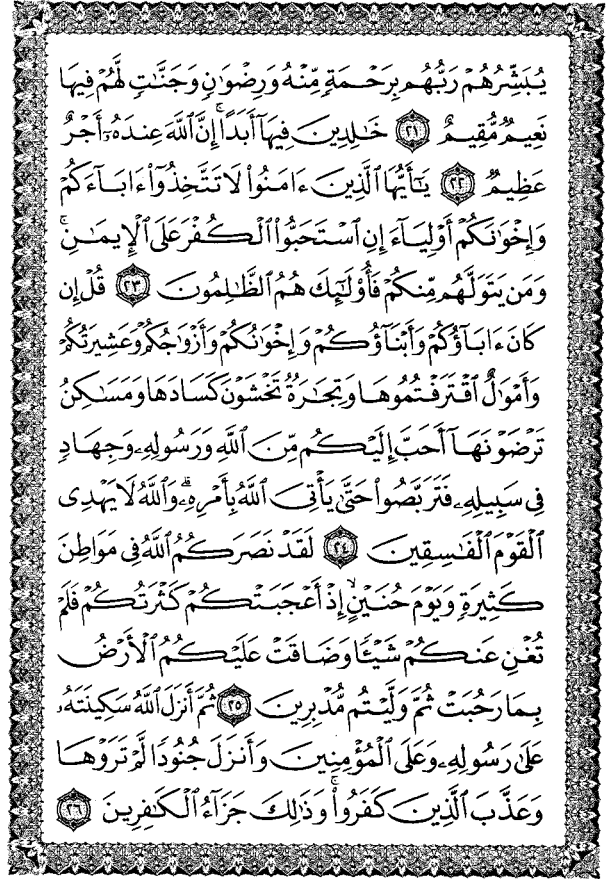 يُبَشِّرُهُمْ رَبُّهُم بِرَحْمَةٍ مِّنْهُ وَرِضْوَٰنٍ وَجَنَّٰتٍ لَّهُمْ فِيهَا
نَعِيمٌ مُّقِيمٌ ٢١ خَٰلِدِينَ فِيهَآ أَبَدًا ۚ إِنَّ ٱللَّهَ عِندَهُۥٓ أَجْرٌ
عَظِيمٌ ٢٢ يَٰٓأَيُّهَا ٱلَّذِينَ ءَامَنُوا۟ لَا تَتَّخِذُوٓا۟ ءَابَآءَكُمْ
وَإِخْوَٰنَكُمْ أَوْلِيَآءَ إِنِ ٱسْتَحَبُّوا۟ ٱلْكُفْرَ عَلَى ٱلْإِيمَٰنِ ۚ
وَمَن يَتَوَلَّهُم مِّنكُمْ فَأُو۟لَٰٓئِكَ هُمُ ٱلظَّٰلِمُونَ ٢٣ قُلْ إِن
كَانَ ءَابَآؤُكُمْ وَأَبْنَآؤُكُمْ وَإِخْوَٰنُكُمْ وَأَزْوَٰجُكُمْ وَعَشِيرَتُكُمْ
وَأَمْوَٰلٌ ٱقْتَرَفْتُمُوهَا وَتِجَٰرَةٌ تَخْشَوْنَ كَسَادَهَا وَمَسَٰكِنُ
تَرْضَوْنَهَآ أَحَبَّ إِلَيْكُم مِّنَ ٱللَّهِ وَرَسُولِهِۦ وَجِهَادٍ
فِى سَبِيلِهِۦ فَتَرَبَّصُوا۟ حَتَّىٰ يَأْتِىَ ٱللَّهُ بِأَمْرِهِۦ ۗ وَٱللَّهُ لَا يَهْدِى
ٱلْقَوْمَ ٱلْفَٰسِقِينَ ٢٤ لَقَدْ نَصَرَكُمُ ٱللَّهُ فِى مَوَاطِنَ
كَثِيرَةٍ وَيَوْمَ حُنَيْنٍ ۙ إِذْ أَعْجَبَتْكُمْ كَثْرَتُكُمْ فَلَمْ
تُغْنِ عَنكُمْ شَيْـًٔا وَضَاقَتْ عَلَيْكُمُ ٱلْأَرْضُ
بِمَا رَحُبَتْ ثُمَّ وَلَّيْتُم مُّدْبِرِينَ ٢٥ ثُمَّ أَنزَلَ ٱللَّهُ سَكِينَتَهُۥ
عَلَىٰ رَسُولِهِۦ وَعَلَى ٱلْمُؤْمِنِينَ وَأَنزَلَ جُنُودًا لَّمْ تَرَوْهَا
وَعَذَّبَ ٱلَّذِينَ كَفَرُوا۟ ۚ وَذَٰلِكَ جَزَآءُ ٱلْكَٰفِرِينَ ٢٦